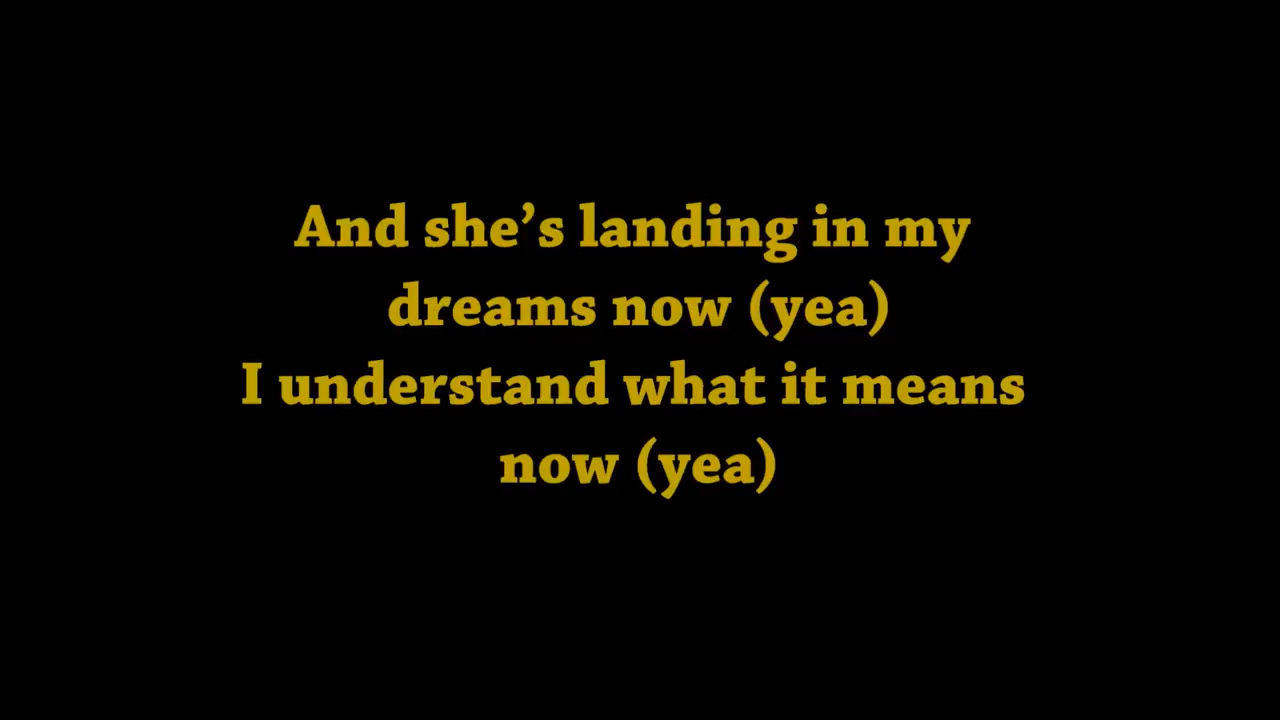 And she’s landing in my
dreams now (yea)
I understand what it means
now (yea)